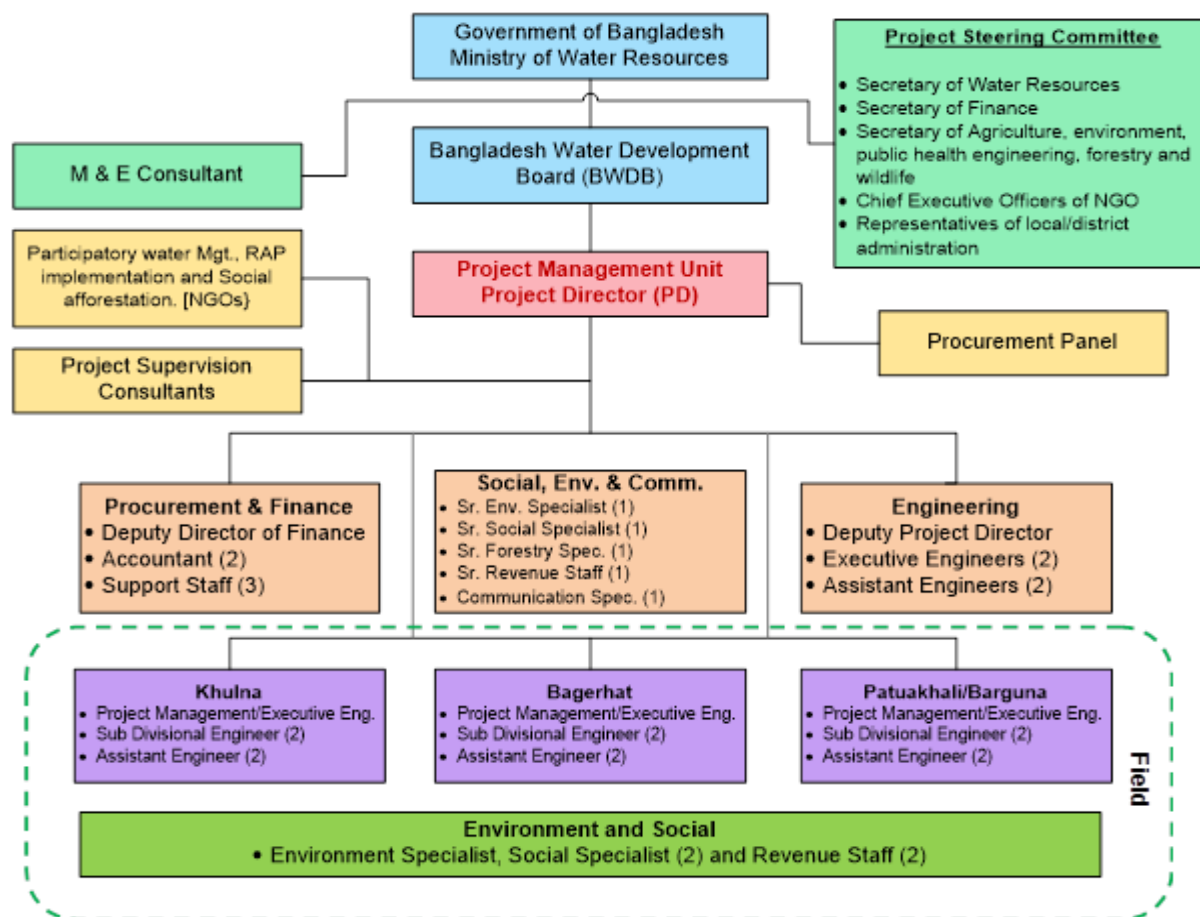 Government of Bangladesh
Ministry of Water Resources
Project Steering Committee
• Secretary of Water Resources
• Secretary of Finance
• Secretary of Agriculture, environment,
public health engineering, forestry and
wildlife
• Chief Executive Officers of NGO
• Representatives of local/district
administration
M & E Consultant
Bangladesh Water Development
Board (BWDB)
Participatory water Mgt., RAP
implementation and Social
afforestation. [NGOs}
Project Management Unit
Project Director (PD)
Procurement Panel
Project Supervision
Consultants
Procurement & Finance
• Deputy Director of Finance
• Accountant (2)
• Support Staff (3)
Social, Env. & Comm.
• Sr. Env. Specialist (1)
• Sr. Social Specialist (1)
• Sr. Forestry Spec. (1)
• Sr. Revenue Staff (1)
• Communication Spec. (1)
Engineering
• Deputy Project Director
• Executive Engineers (2)
• Assistant Engineers (2)
Khulna
• Project Management/Executive Eng.
• Sub Divisional Engineer (2)
• Assistant Engineer (2)
Bagerhat
• Project Management/Executive Eng.
• Sub Divisional Engineer (2)
• Assistant Engineer (2)
Patuakhali/Barguna
• Project Management/Executive Eng.
• Sub Divisional Engineer (2)
• Assistant Engineer (2)
Field
Environment and Social
• Environment Specialist, Social Specialist (2) and Revenue Staff (2)